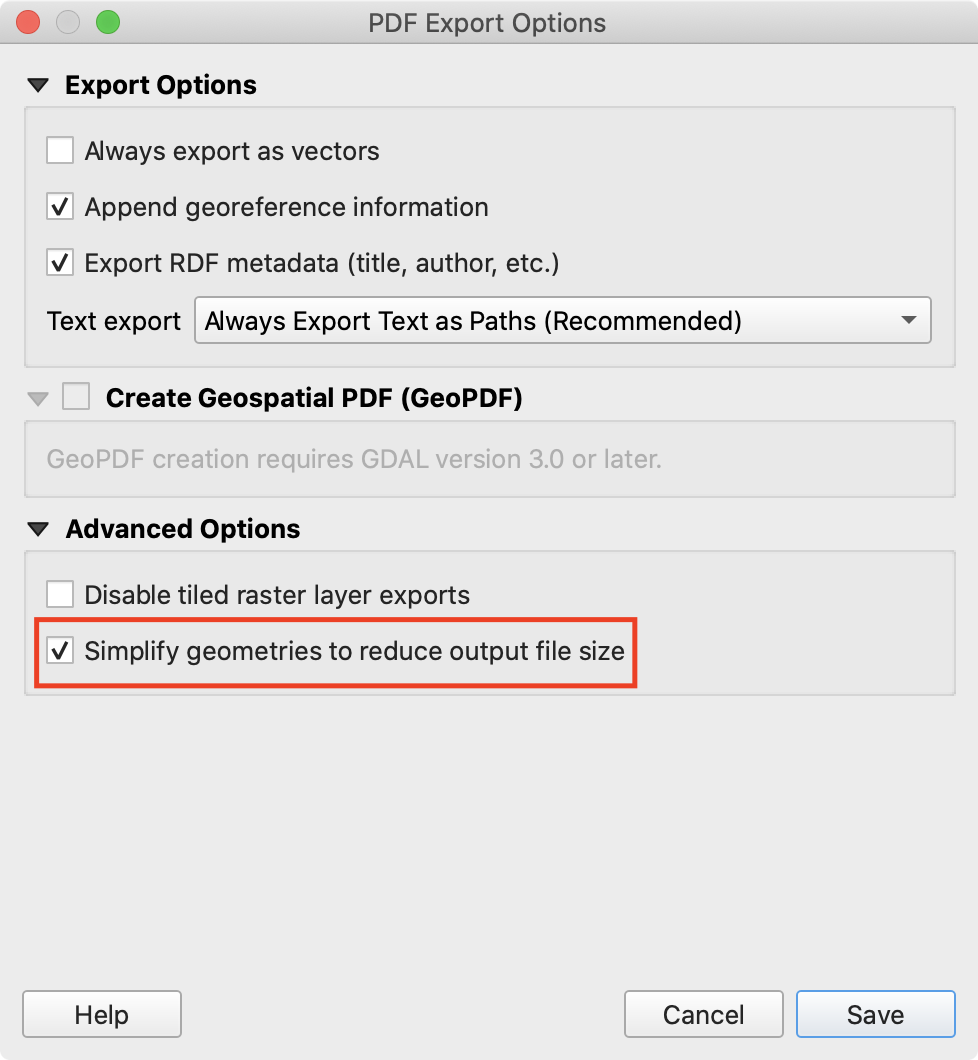 PDF Export Options
Export Options
Always export as vectors
Append georeference information
Export RDF metadata (title, author, etc.)
Text export Always Export Text as Paths (Recommended)
Create Geospatial PDF (GeoPDF)
GeoPDF creation requires GDAL version 3.0 or later.
Advanced Options
Disable tiled raster layer exports
Simplify geometries to reduce output file size
Help Cancel Save